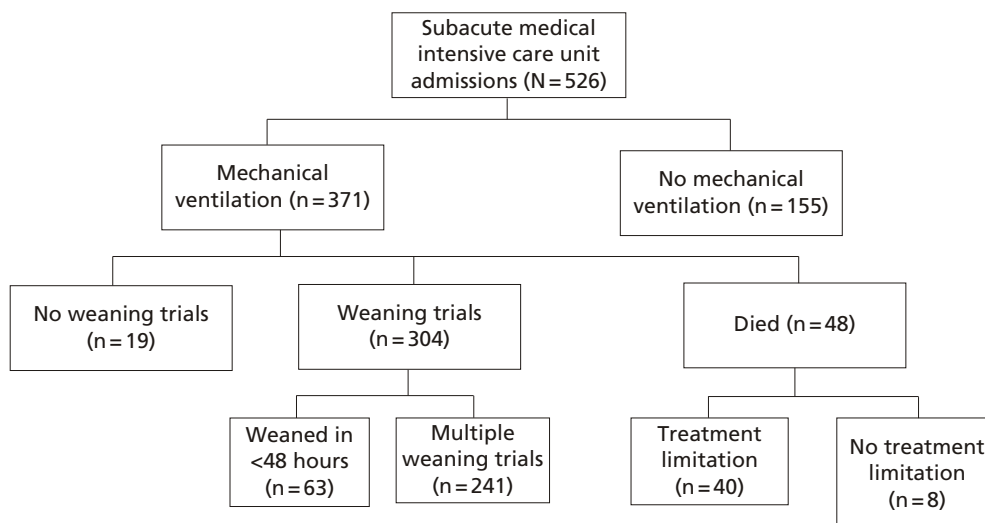 Subacute medical
intensive care unit
admissions (N = 526)
Mechanical
ventilation (n = 371)
No mechanical
ventilation (n = 155)
No weaning trials
(n = 19)
Weaning trials
(n = 304)
Died (n = 48)
Weaned in
<48 hours
(n = 63)
Multiple
weaning trials
(n = 241)
Treatment
limitation
(n = 40)
No treatment
limitation
(n = 8)